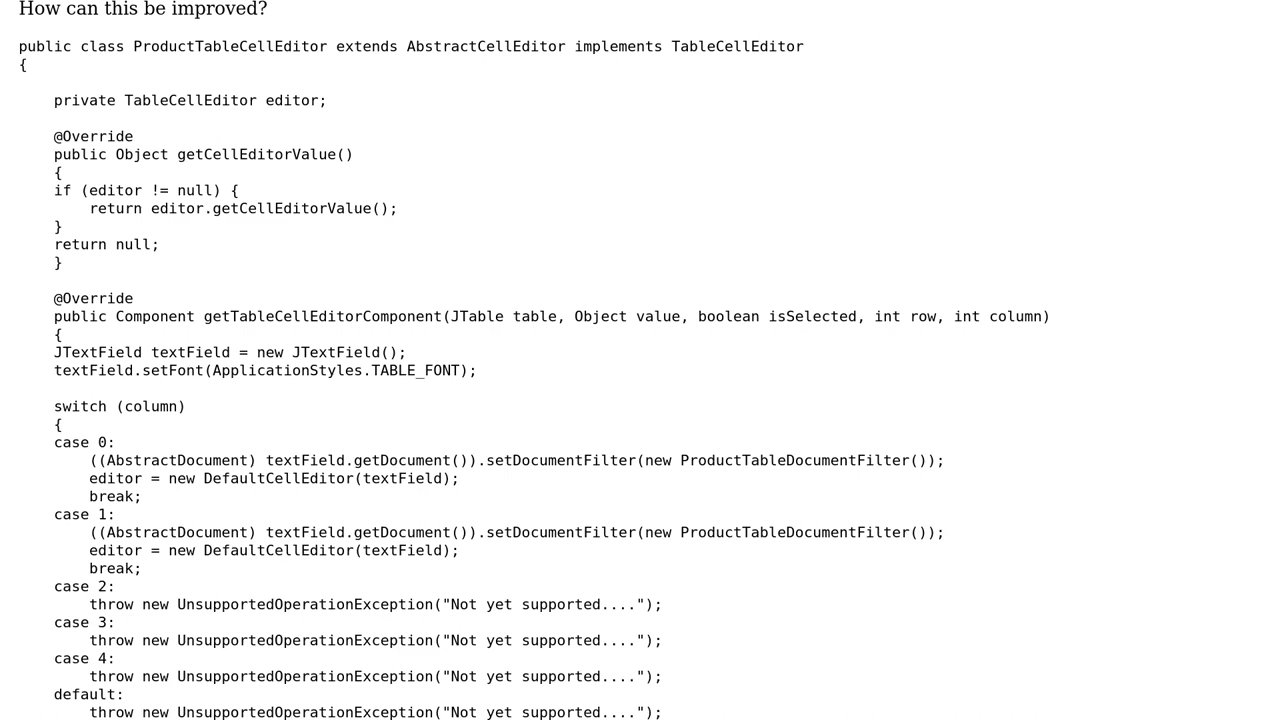 How can this be improved?
public class ProductTableCellEditor extends AbstractCellEditor implements TableCellEditor
{
    private TableCellEditor editor;
    @Override
    public Object getCellEditorValue()
    {
    if (editor != null) {
        return editor.getCellEditorValue();
    }
    return null;
    }
    @Override
    public Component getTableCellEditorComponent(JTable table, Object value, boolean isSelected, int row, int column)
    {
    JTextField textField = new JTextField();
    textField.setFont(ApplicationStyles.TABLE_FONT);
    switch (column)
    {
    case 0:
        ((AbstractDocument) textField.getDocument()).setDocumentFilter(new ProductTableDocumentFilter());
        editor = new DefaultCellEditor(textField);
        break;
    case 1:
        ((AbstractDocument) textField.getDocument()).setDocumentFilter(new ProductTableDocumentFilter());
        editor = new DefaultCellEditor(textField);
        break;
    case 2:
        throw new UnsupportedOperationException("Not yet supported....");
    case 3:
        throw new UnsupportedOperationException("Not yet supported....");
    case 4:
        throw new UnsupportedOperationException("Not yet supported....");
    default:
        throw new UnsupportedOperationException("Not yet supported....");